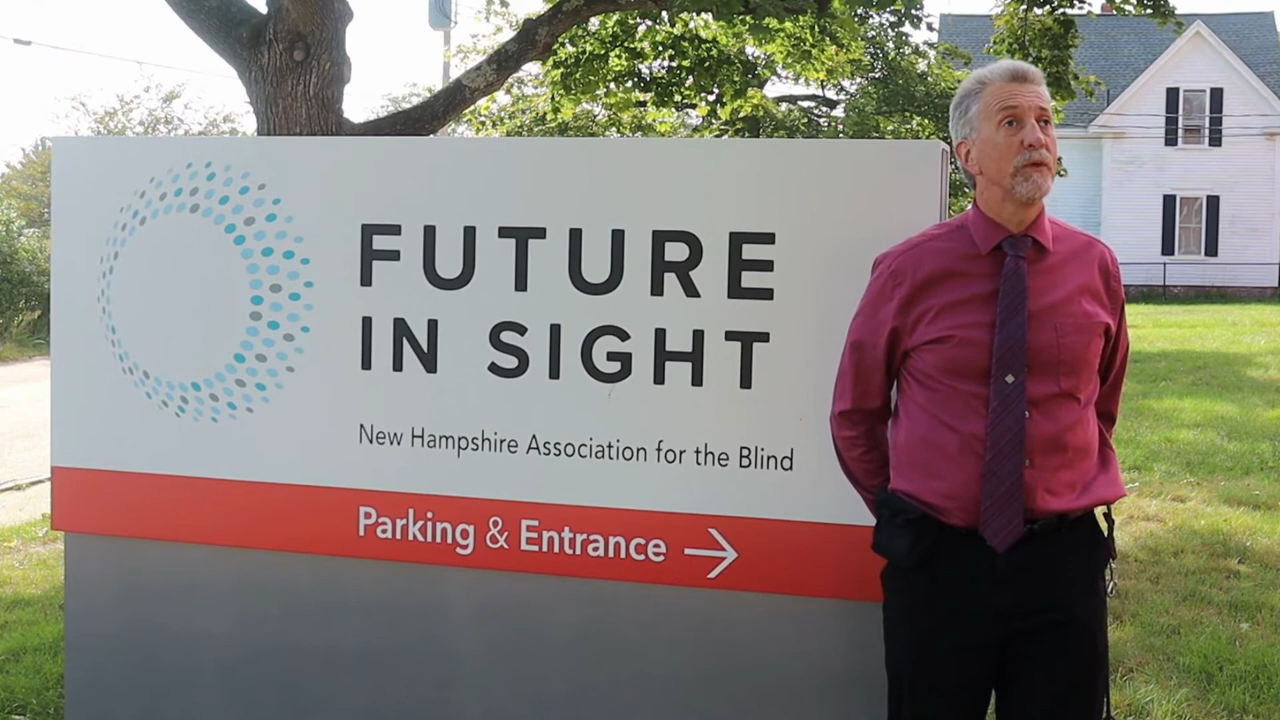 FUTURE
IN SIGHT
New Hampshire Association for the Blind
Parking & Entrance →